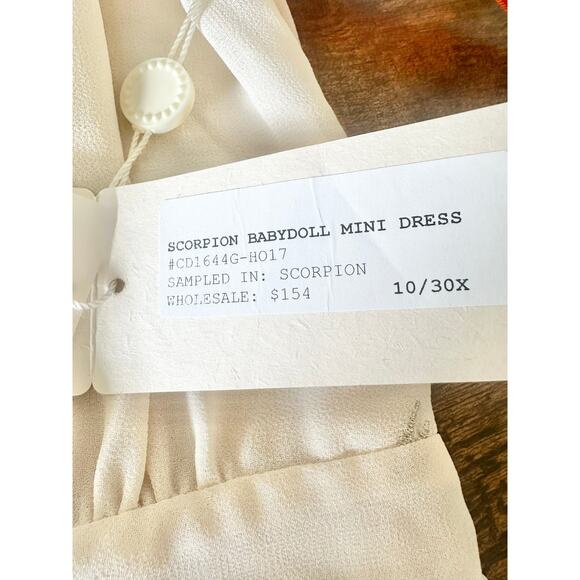 SCORPION BABYDOLL MINI DRESS
#CD1644G-HO17
SAMPLED IN: SCORPION
WHOLESALE: $154 10/30X